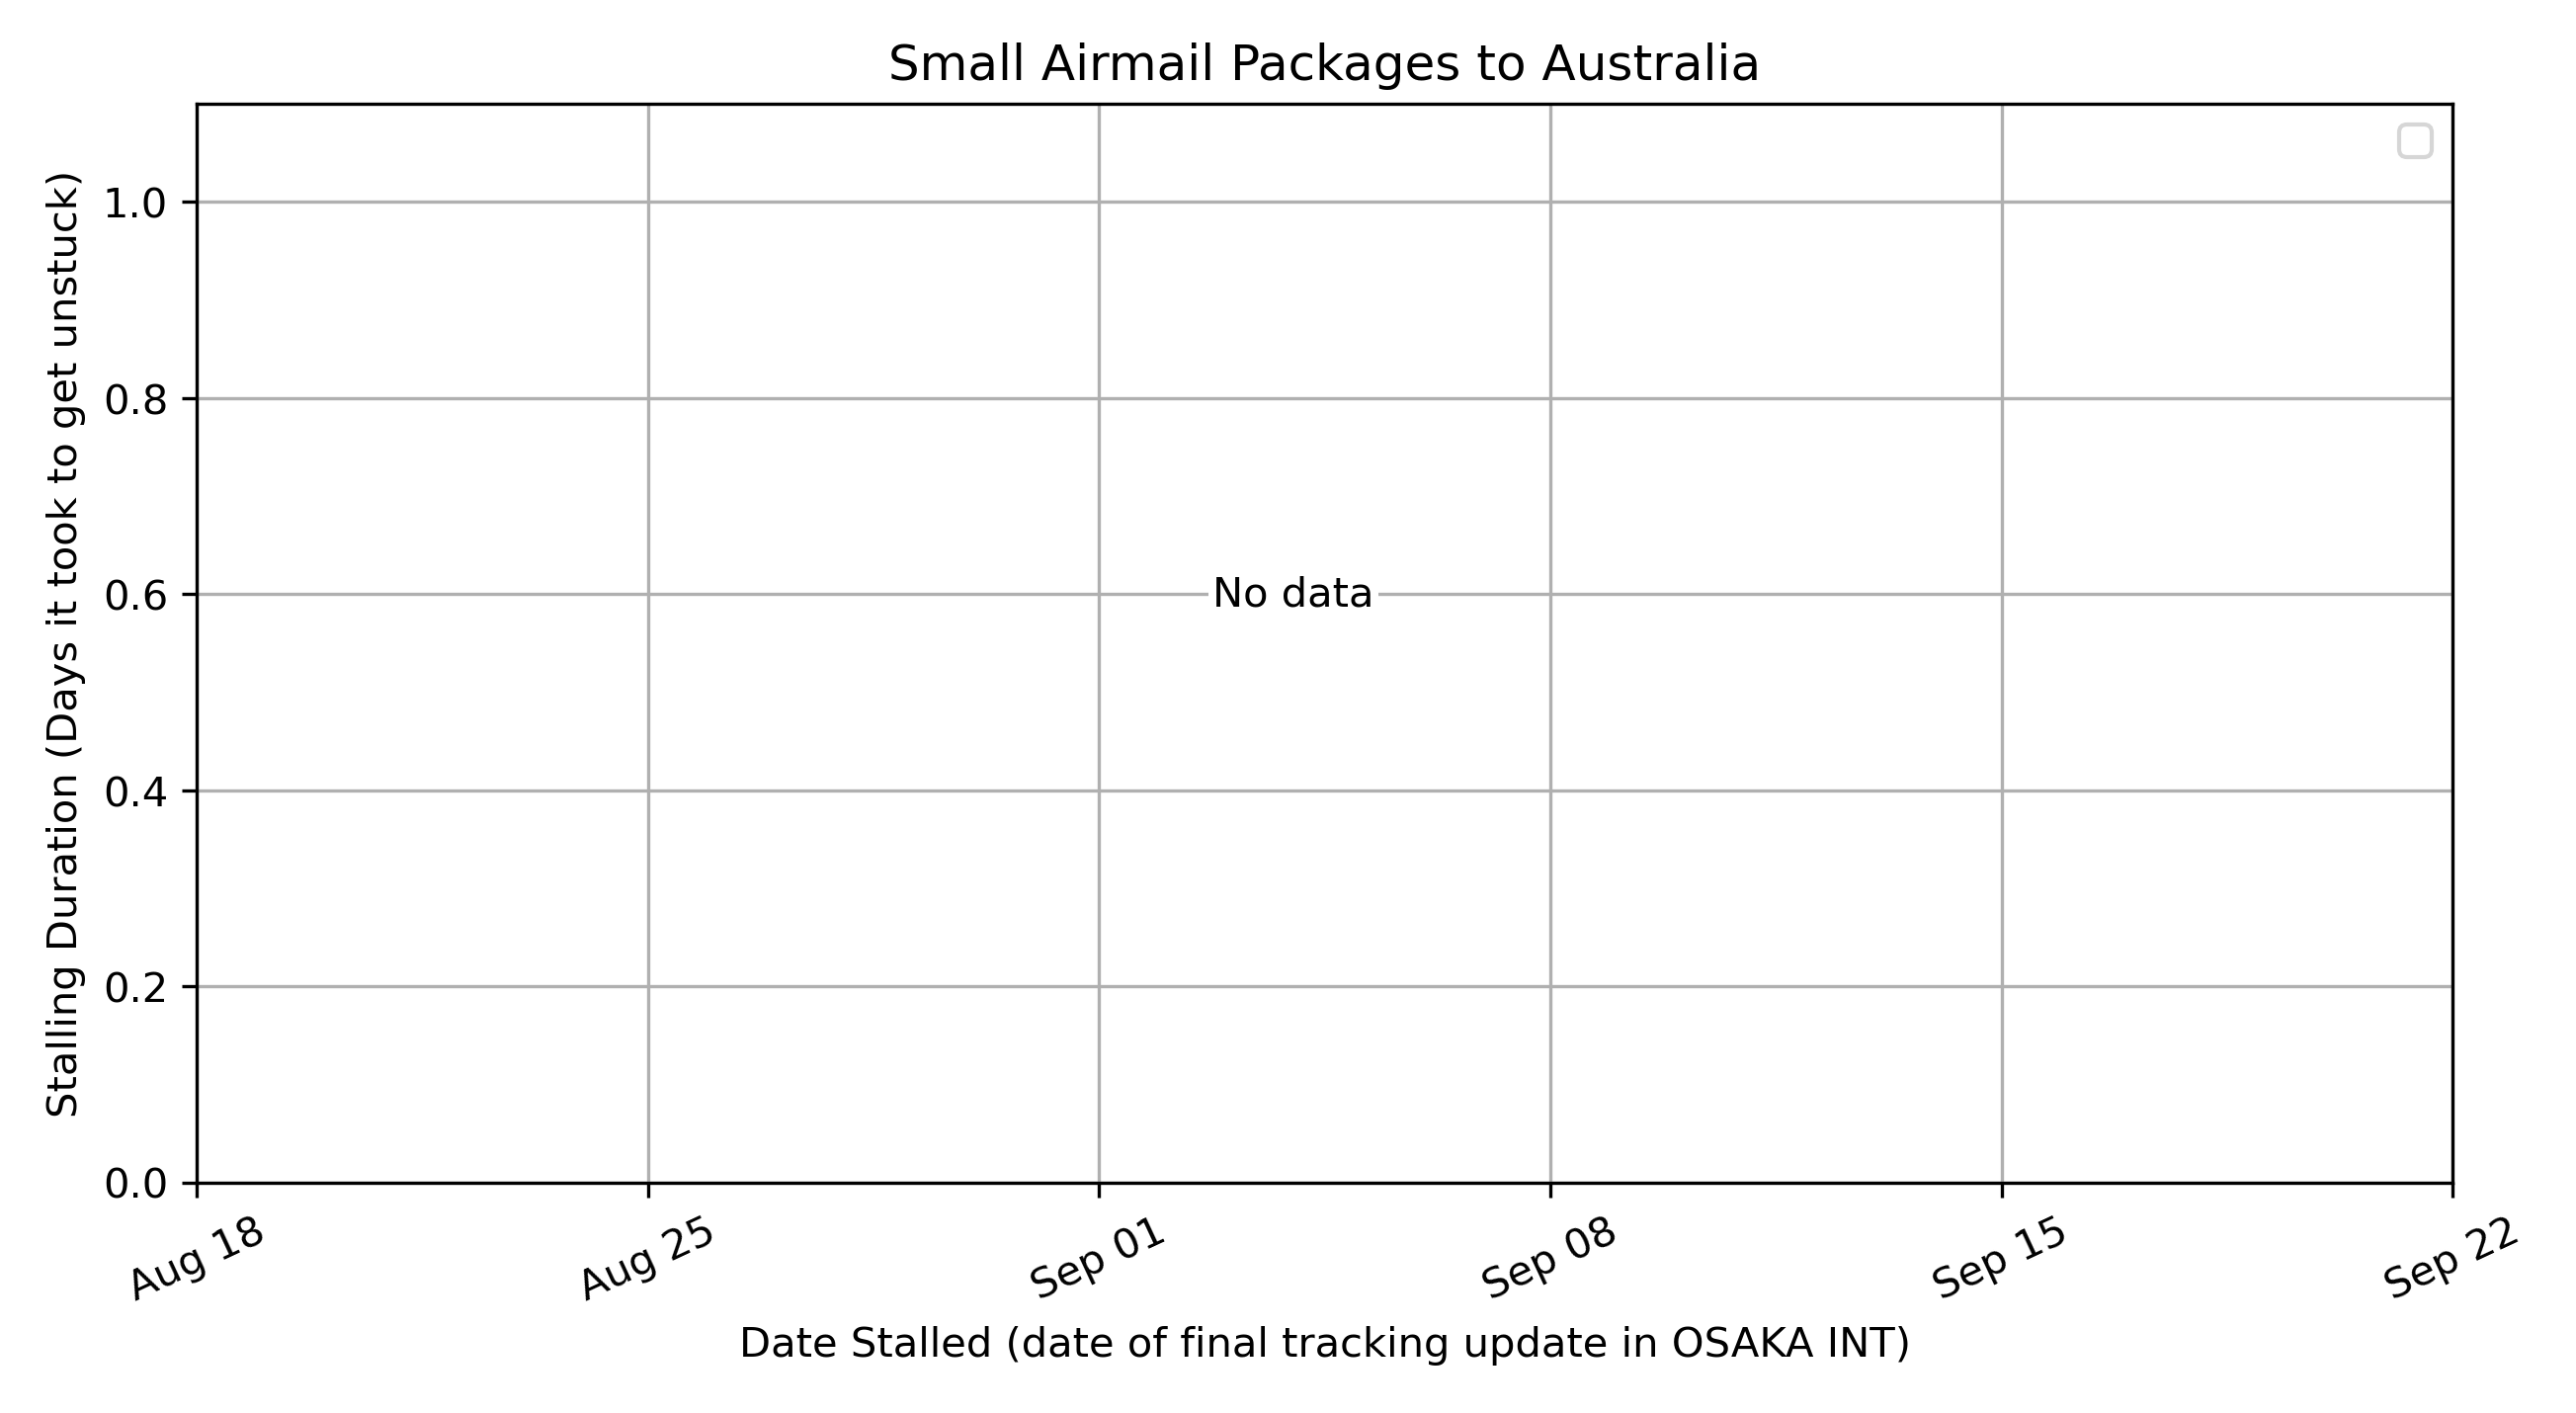 Small Airmail Packages to Australia
Stalling Duration (Days it took to get unstuck)
1.0
0.8
0.6
0.4
0.2
0.0
No data
Aug 18
Aug 25
Sep 01
Sep 08
Sep 15
Sep 22
Date Stalled (date of final tracking update in OSAKA INT)